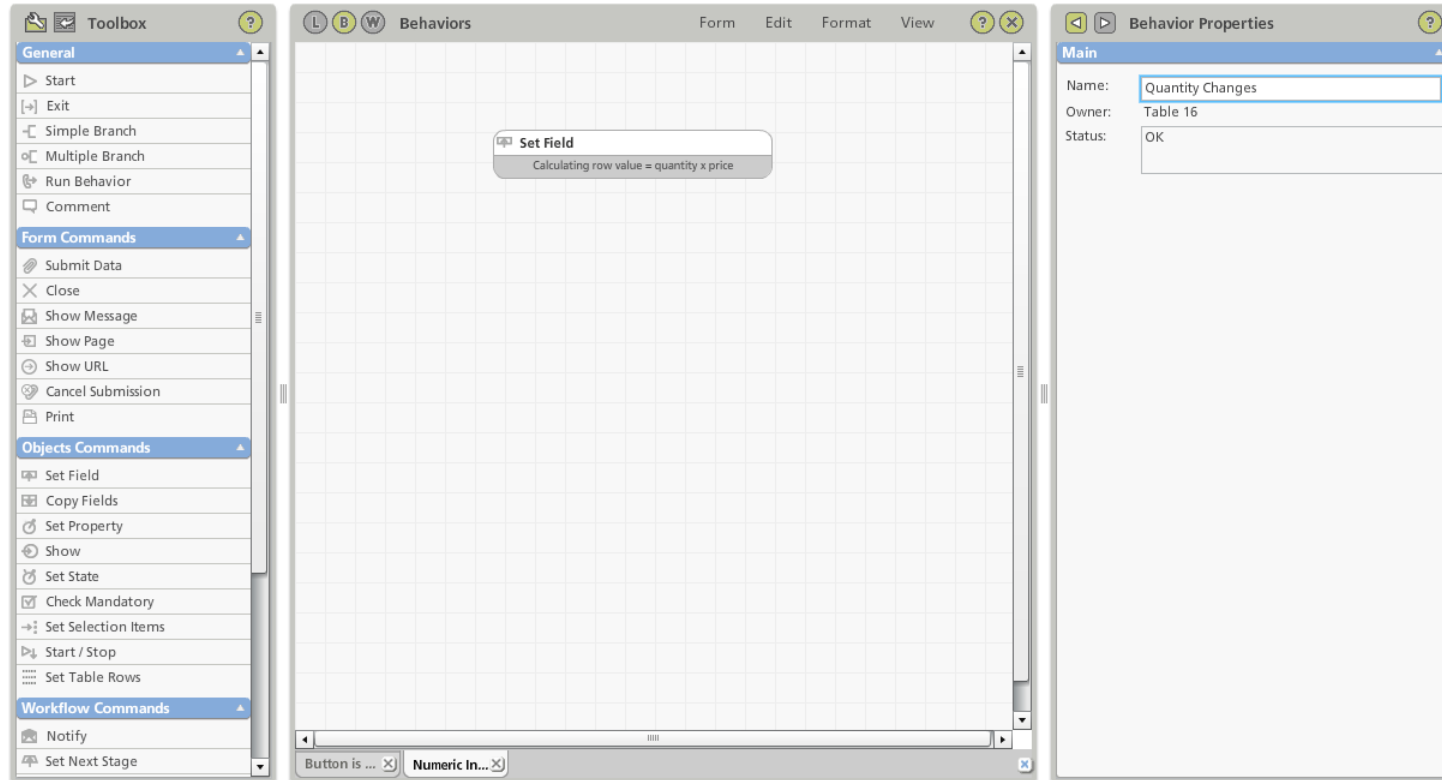 Toolbox
?
General
Start
Exit
Simple Branch
Multiple Branch
Run Behavior
Comment
Form Commands
Submit Data
Close
Show Message
Show Page
Show URL
Cancel Submission
Print
Objects Commands
Set Field
Copy Fields
Set Property
Show
Set State
Check Mandatory
Set Selection Items
Start / Stop
Set Table Rows
Workflow Commands
Notify
Set Next Stage
L B W Behaviors Form Edit Format View ?
Set Field
Calculating row value = quantity x price
Button is ... Numeric In...
Behavior Properties ?
Main
Name: Quantity Changes
Owner: Table 16
Status: OK